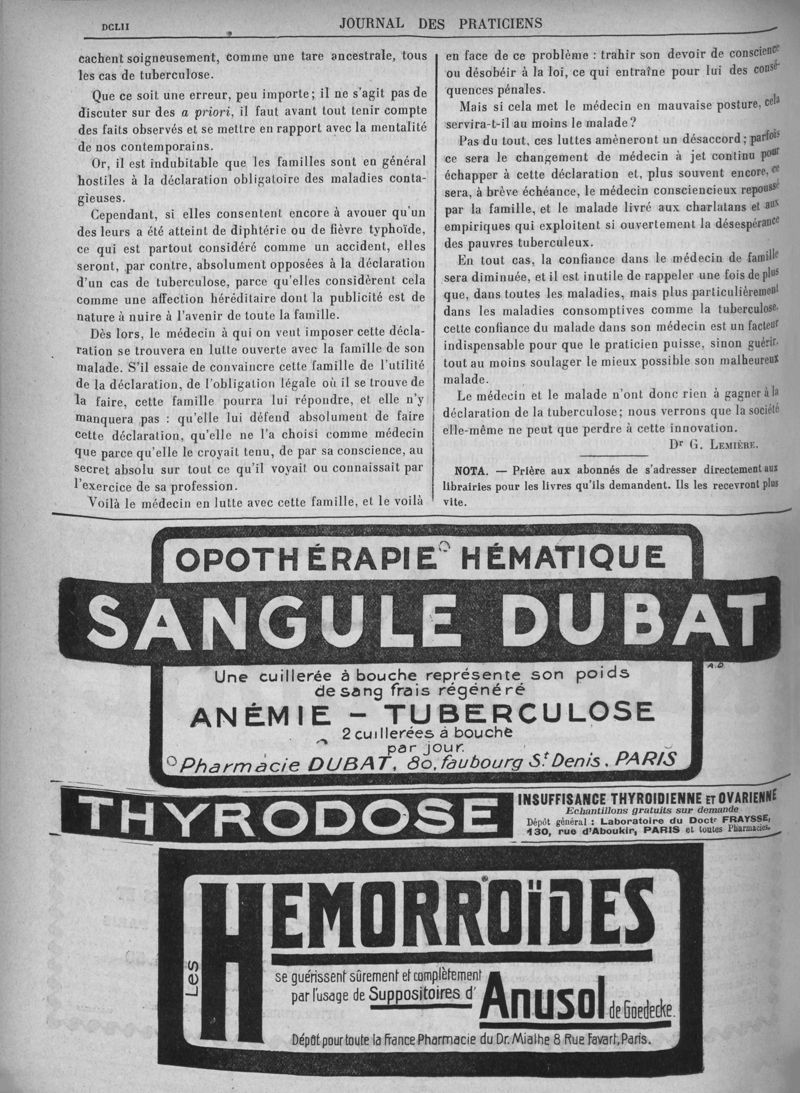 DCLII
JOURNAL DES PRATICIENS
cachent soigneusement, comme une tare ancestrale, tous
les cas de tuberculose.
Que ce soit une erreur, peu importe ; il ne s'agit pas de
discuter sur des a priori, il faut avant tout tenir compte
des faits observés et se mettre en rapport avec la mentalité
de nos contemporains.
Or, il est indubitable que les familles sont en général
hostiles à la déclaration obligatoire des maladies conta-
gieuses.
Cependant, si elles consentent encore à avouer qu'un
des leurs a été atteint de diphtérie ou de fièvre typhoïde,
ce qui est partout considéré comme un accident, elles
seront, par contre, absolument opposées à la déclaration
d'un cas de tuberculose, parce qu'elles considèrent cela
comme une affection héréditaire dont la publicité est de
nature à nuire à l'avenir de toute la famille.
Dès lors, le médecin à qui on veut imposer cette décla-
ration se trouvera en lutte ouverte avec la famille de son
malade. S'il essaie de convaincre cette famille de l'utilité
de la déclaration, de l'obligation légale où il se trouve de
la faire, cette famille pourra lui répondre, et elle n'y
manquera pas : qu'elle lui défend absolument de faire
cette déclaration, qu'elle ne l'a choisi comme médecin
que parce qu'elle le croyait tenu, de par sa conscience, au
secret absolu sur tout ce qu'il voyait ou connaissait par
l'exercice de sa profession.
Voilà le médecin en lutte avec cette famille, et le voilà
en face de ce problème : trahir son devoir de conscience
ou désobéir à la loi, ce qui entraîne pour lui des consé-
quences pénales.
Mais si cela met le médecin en mauvaise posture, cela
servira-t-il au moins le malade ?
Pas du tout, ces luttes amèneront un désaccord ; parfois
ce sera le changement de médecin à jet continu pour
échapper à cette déclaration et, plus souvent encore, ce
sera, à brève échéance, le médecin consciencieux repoussé
par la famille, et le malade livré aux charlatans et aux
empiriques qui exploitent si ouvertement la désespérance
des pauvres tuberculeux.
En tout cas, la confiance dans le médecin de famille
sera diminuée, et il est inutile de rappeler une fois de plus
que, dans toutes les maladies, mais plus particulièrement
dans les maladies consomptives comme la tuberculose,
cette confiance du malade dans son médecin est un facteur
indispensable pour que le praticien puisse, sinon guérir,
tout au moins soulager le mieux possible son malheureux
malade.
Le médecin et le malade n'ont donc rien à gagner à la
déclaration de la tuberculose ; nous verrons que la société
elle-même ne peut que perdre à cette innovation.
Dr G. LEMIÈRE.
NOTA. — Prière aux abonnés de s'adresser directement aux
librairies pour les livres qu'ils demandent. Ils les recevront plus
vite.
OPOTHÉRAPIE HÉMATIQUE
SANGULE DUBAT
A.D.
Une cuillerée à bouche représente son poids
de sang frais régénéré
ANÉMIE - TUBERCULOSE
2 cuillerées à bouche
par jour.
Pharmacie DUBAT, 80, faubourg St Denis, PARIS
THYRODOSE
INSUFFISANCE THYROIDIENNE ET OVARIENNE
Echantillons gratuits sur demande
Dépôt général : Laboratoire du Doctr FRAYSSE,
130, rue d'Aboukir, PARIS et toutes Pharmacies.
LES HEMORROÏDES
se guérissent sûrement et complètement
par l'usage de Suppositoires d'Anusol de Goedecke.
Dépôt pour toute la France Pharmacie du Dr. Mialhe 8 Rue Favart, Paris.